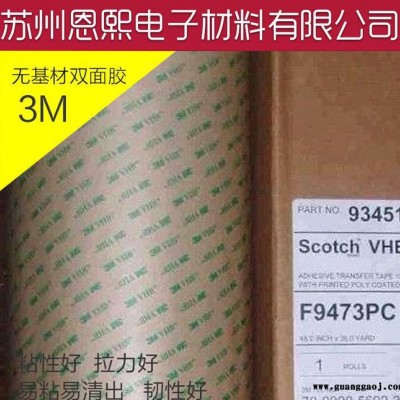 苏州恩熙电子材料有限公司
无基材双面胶
3M
PART NO. 93451
Scotch VHB
ADHESIVE TRANSFER TAPE
WITH PRINTED POLY COATED
F9473PC
1
ROLLS
粘性好 拉力好
易粘易清出 韧性好
www.guanggaoj.com